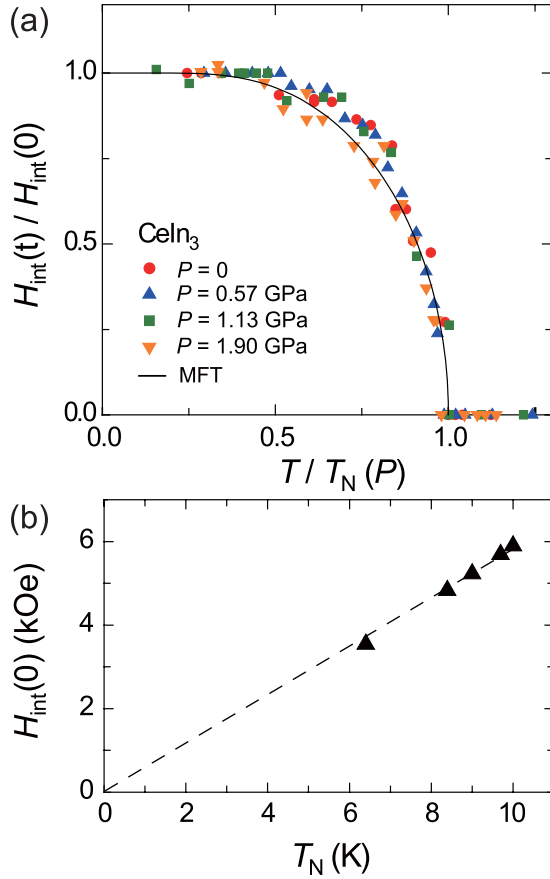 (a)
1.0
0.5
0.0
H_int(t) / H_int(0)
CeIn₃
P = 0
P = 0.57 GPa
P = 1.13 GPa
P = 1.90 GPa
MFT
0.0 0.5 1.0
T / T_N (P)
(b)
6
4
2
0
H_int(0) (kOe)
0 2 4 6 8 10
T_N (K)